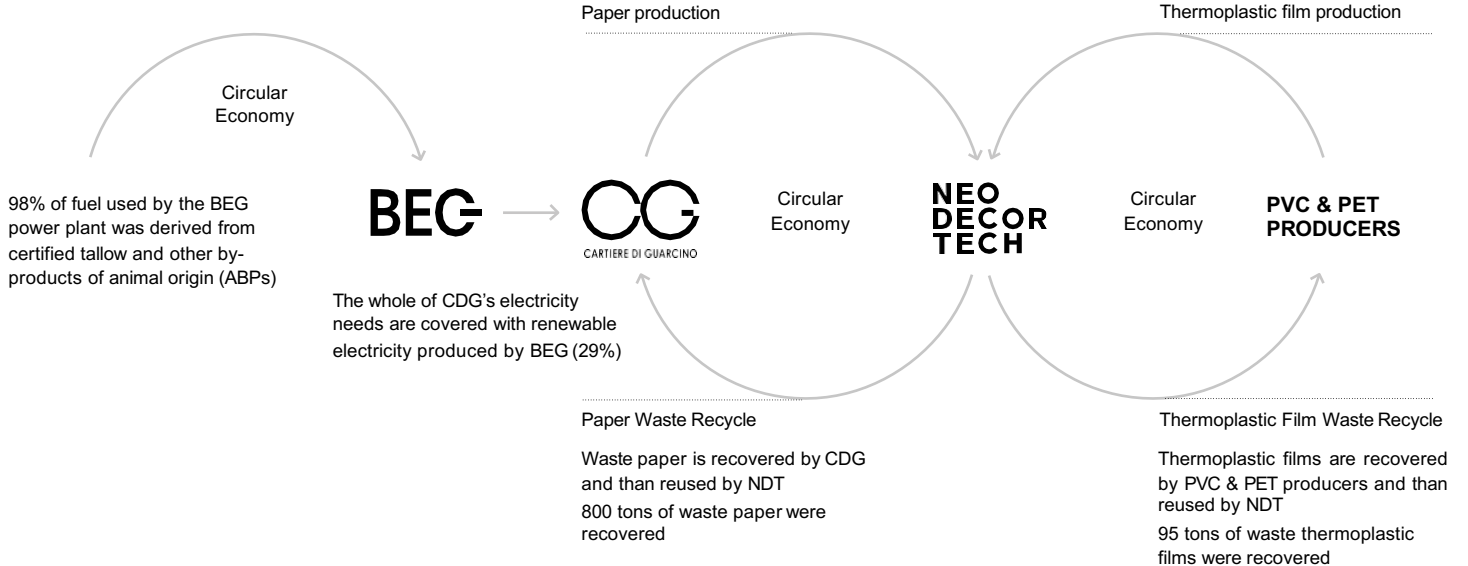 Paper production
Thermoplastic film production
Circular
Economy
98% of fuel used by the BEG
power plant was derived from
certified tallow and other by-
products of animal origin (ABPs)
BEG
The whole of CDG’s electricity
needs are covered with renewable
electricity produced by BEG (29%)
CG
CARTIERE DI GUARCINO
Circular
Economy
NEO
DECOR
TECH
Circular
Economy
PVC & PET
PRODUCERS
Paper Waste Recycle
Waste paper is recovered by CDG
and than reused by NDT
800 tons of waste paper were
recovered
Thermoplastic Film Waste Recycle
Thermoplastic films are recovered
by PVC & PET producers and than
reused by NDT
95 tons of waste thermoplastic
films were recovered